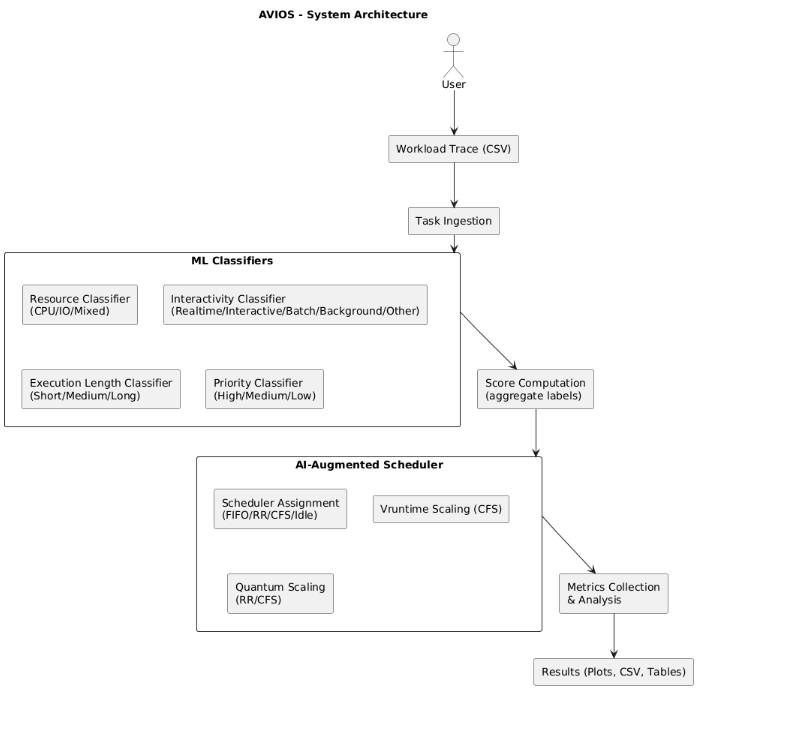 AVIOS - System Architecture
User
Workload Trace (CSV)
Task Ingestion
ML Classifiers
Resource Classifier
(CPU/IO/Mixed)
Interactivity Classifier
(Realtime/Interactive/Batch/Background/Other)
Execution Length Classifier
(Short/Medium/Long)
Priority Classifier
(High/Medium/Low)
Score Computation
(aggregate labels)
AI-Augmented Scheduler
Scheduler Assignment
(FIFO/RR/CFS/Idle)
Vruntime Scaling (CFS)
Quantum Scaling
(RR/CFS)
Metrics Collection
& Analysis
Results (Plots, CSV, Tables)